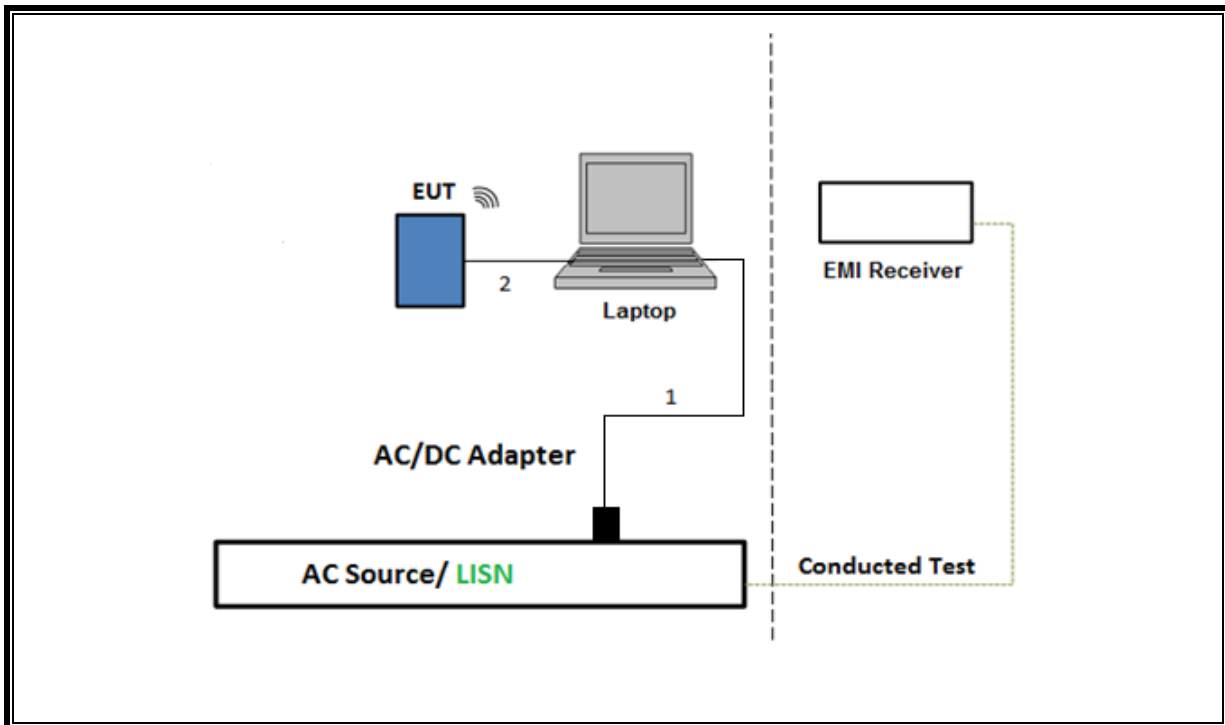 EUT
2
Laptop
EMI Receiver
1
AC/DC Adapter
AC Source/ LISN
Conducted Test